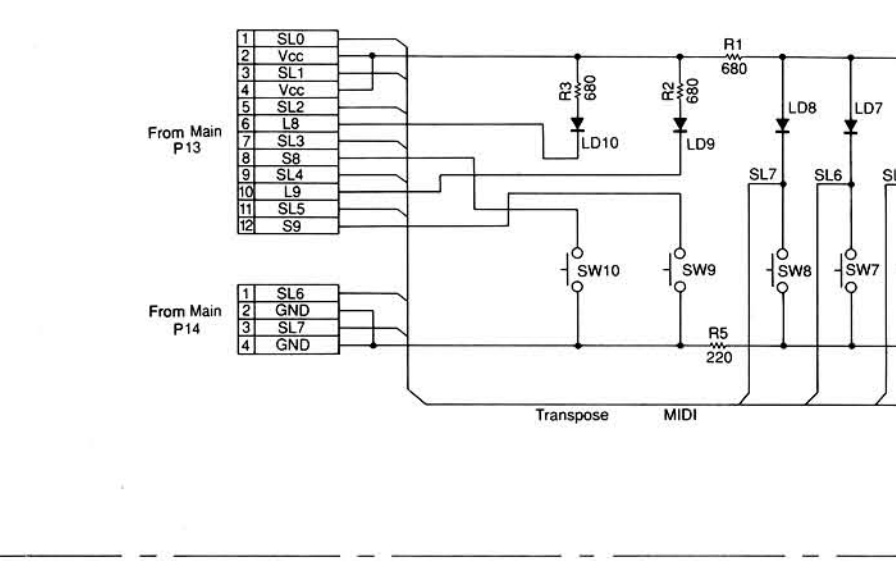 From Main
P13
1 SL0
2 Vcc
3 SL1
4 Vcc
5 SL2
6 L8
7 SL3
8 S8
9 SL4
10 L9
11 SL5
12 S9
R1
680
R3
680
R2
680
LD10
LD9
LD8
LD7
SL7
SL6
SW10
SW9
SW8
SW7
From Main
P14
1 SL6
2 GND
3 SL7
4 GND
R5
220
Transpose
MIDI